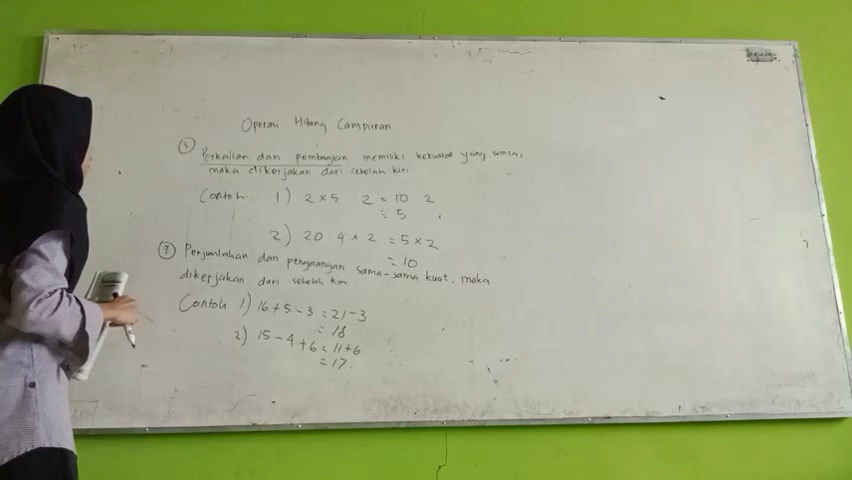 Operasi Hitung Campuran
③ Perkalian dan pembagian memiliki kekuatan yang sama,
maka dikerjakan dari sebelah kiri.
Contoh: 1) 2 × 5 : 2 = 10 : 2
= 5
2) 20 : 4 × 2 = 5 × 2
= 10
④ Penjumlahan dan pengurangan sama-sama kuat, maka
dikerjakan dari sebelah kiri.
Contoh 1) 16 + 5 - 3 = 21 - 3
= 18
2) 15 - 4 + 6 = 11 + 6
= 17.